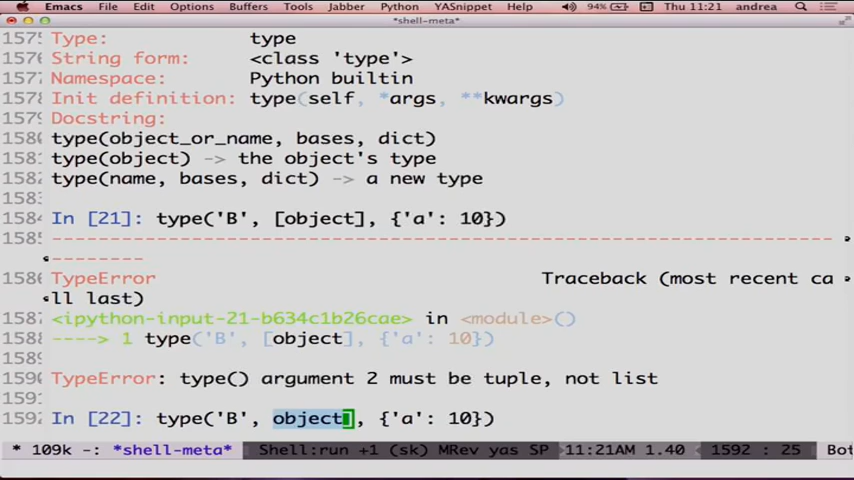 Emacs File Edit Options Buffers Tools Jabber Python YASnippet Help 94% Thu 11:21 andrea
*shell-meta*
1575 Type: type
1576 String form: <class 'type'>
1577 Namespace: Python builtin
1578 Init definition: type(self, *args, **kwargs)
1579 Docstring:
1580 type(object_or_name, bases, dict)
1581 type(object) -> the object's type
1582 type(name, bases, dict) -> a new type
1583
1584 In [21]: type('B', [object], {'a': 10})
1585 ------------------------------------------------------------------------
--------
1586 TypeError Traceback (most recent ca
ll last)
1587 <ipython-input-21-b634c1b26cae> in <module>()
1588 ----> 1 type('B', [object], {'a': 10})
1589
1590 TypeError: type() argument 2 must be tuple, not list
1591
1592 In [22]: type('B', object], {'a': 10})
* 109k -: *shell-meta* Shell:run +1 (sk) MRev yas SP 11:21AM 1.40 1592 : 25 Bot